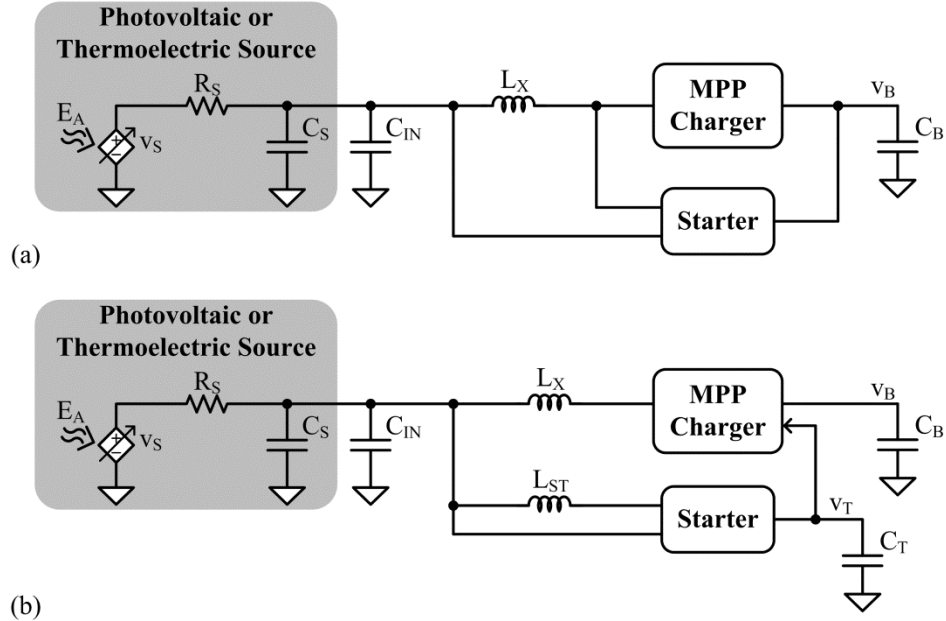 Photovoltaic or
Thermoelectric Source
R_S
L_X
MPP
Charger
v_B
E_A
+
−
v_S
C_S
C_IN
C_B
Starter
(a)
Photovoltaic or
Thermoelectric Source
R_S
L_X
MPP
Charger
v_B
E_A
+
−
v_S
C_S
C_IN
C_B
L_ST
Starter
v_T
C_T
(b)